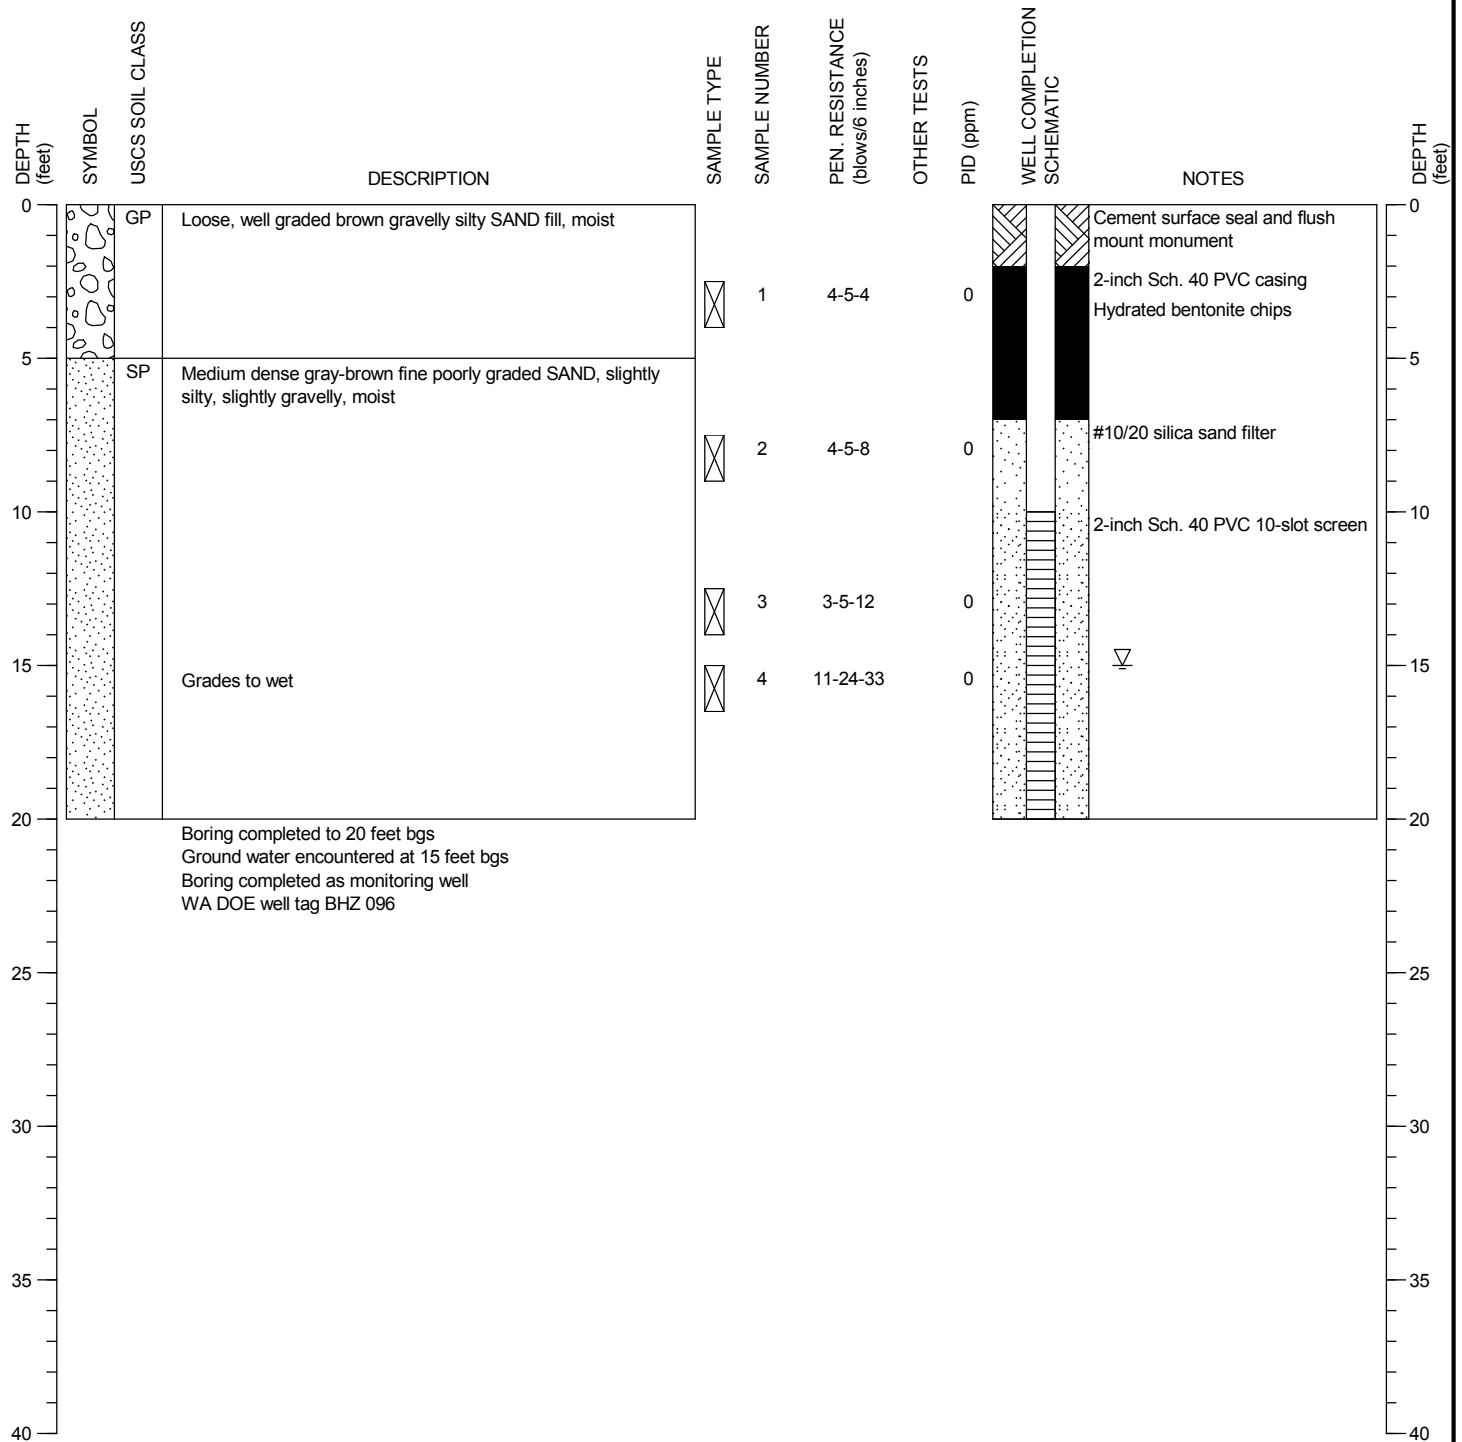 DEPTH
(feet)
SYMBOL
USCS SOIL CLASS
DESCRIPTION
SAMPLE TYPE
SAMPLE NUMBER
PEN. RESISTANCE
(blows/6 inches)
OTHER TESTS
PID (ppm)
WELL COMPLETION
SCHEMATIC
NOTES
DEPTH
(feet)
0
GP
Loose, well graded brown gravelly silty SAND fill, moist
Cement surface seal and flush
mount monument
0
2-inch Sch. 40 PVC casing
1
4-5-4
0
Hydrated bentonite chips
5
5
SP
Medium dense gray-brown fine poorly graded SAND, slightly
silty, slightly gravelly, moist
#10/20 silica sand filter
2
4-5-8
0
10
10
2-inch Sch. 40 PVC 10-slot screen
3
3-5-12
0
15
15
Grades to wet
4
11-24-33
0
20
20
Boring completed to 20 feet bgs
Ground water encountered at 15 feet bgs
Boring completed as monitoring well
WA DOE well tag BHZ 096
25
25
30
30
35
35
40
40